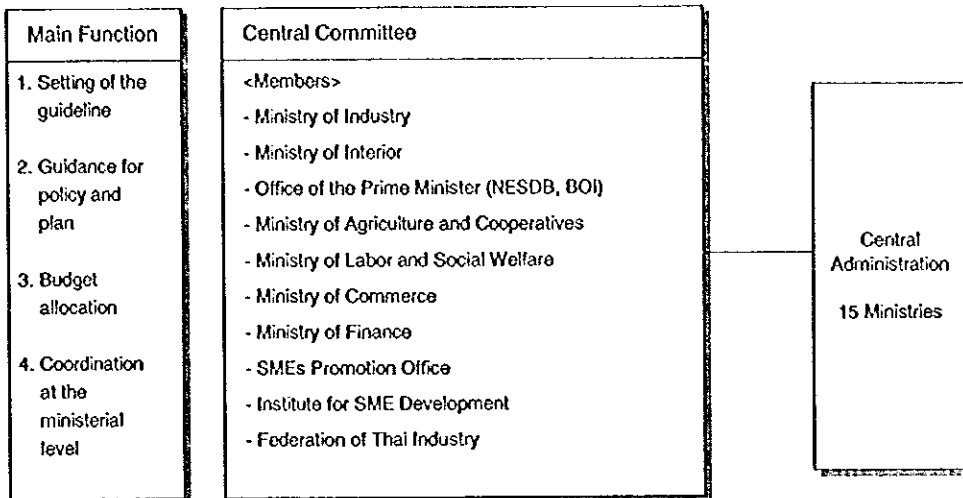 Main Function
1. Setting of the
guideline
2. Guidance for
policy and
plan
3. Budget
allocation
4. Coordination
at the
ministerial
level
Central Committee
<Members>
- Ministry of Industry
- Ministry of Interior
- Office of the Prime Minister (NESDB, BOI)
- Ministry of Agriculture and Cooperatives
- Ministry of Labor and Social Welfare
- Ministry of Commerce
- Ministry of Finance
- SMEs Promotion Office
- Institute for SME Development
- Federation of Thai Industry
Central
Administration
15 Ministries